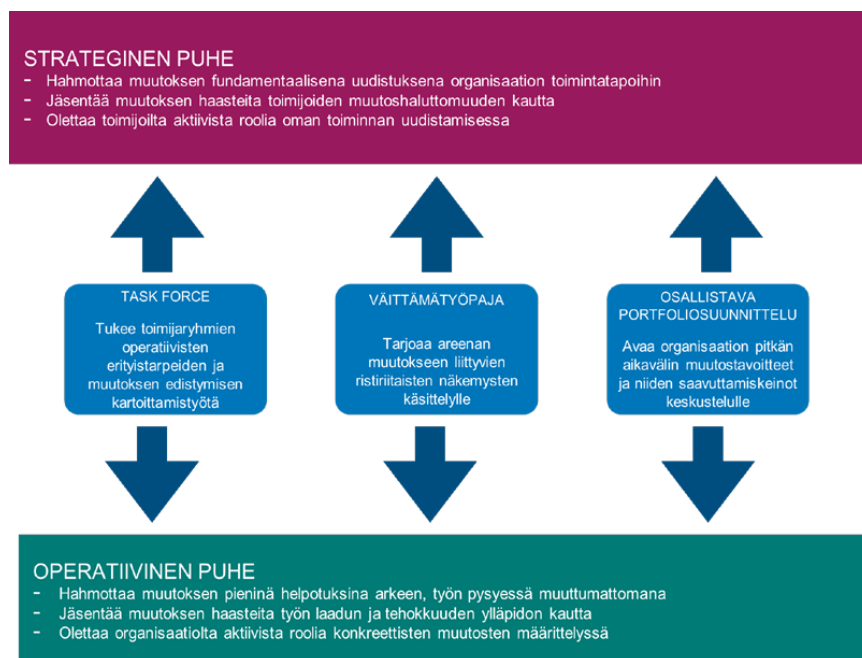 STRATEGINEN PUHE
- Hahmottaa muutoksen fundamentaalisena uudistuksena organisaation toimintatapoihin
- Jäsentää muutoksen haasteita toimijoiden muutoshaluttomuuden kautta
- Olettaa toimijoilta aktiivista roolia oman toiminnan uudistamisessa
TASK FORCE
Tukee toimijaryhmien
operatiivisten
erityistarpeiden ja
muutoksen edistymisen
kartoittamistyötä
VÄITTÄMÄTYÖPAJA
Tarjoaa areenan
muutokseen liittyvien
ristiriitaisten näkemysten
käsittelylle
OSALLISTAVA
PORTFOLIOSUUNNITTELU
Avaa organisaation pitkän
aikavälin muutostavoitteet
ja niiden saavuttamiskeinot
keskustelulle
OPERATIIVINEN PUHE
- Hahmottaa muutoksen pieninä helpotuksina arkeen, työn pysyessä muuttumattomana
- Jäsentää muutoksen haasteita työn laadun ja tehokkuuden ylläpidon kautta
- Olettaa organisaatiolta aktiivista roolia konkreettisten muutosten määrittelyssä